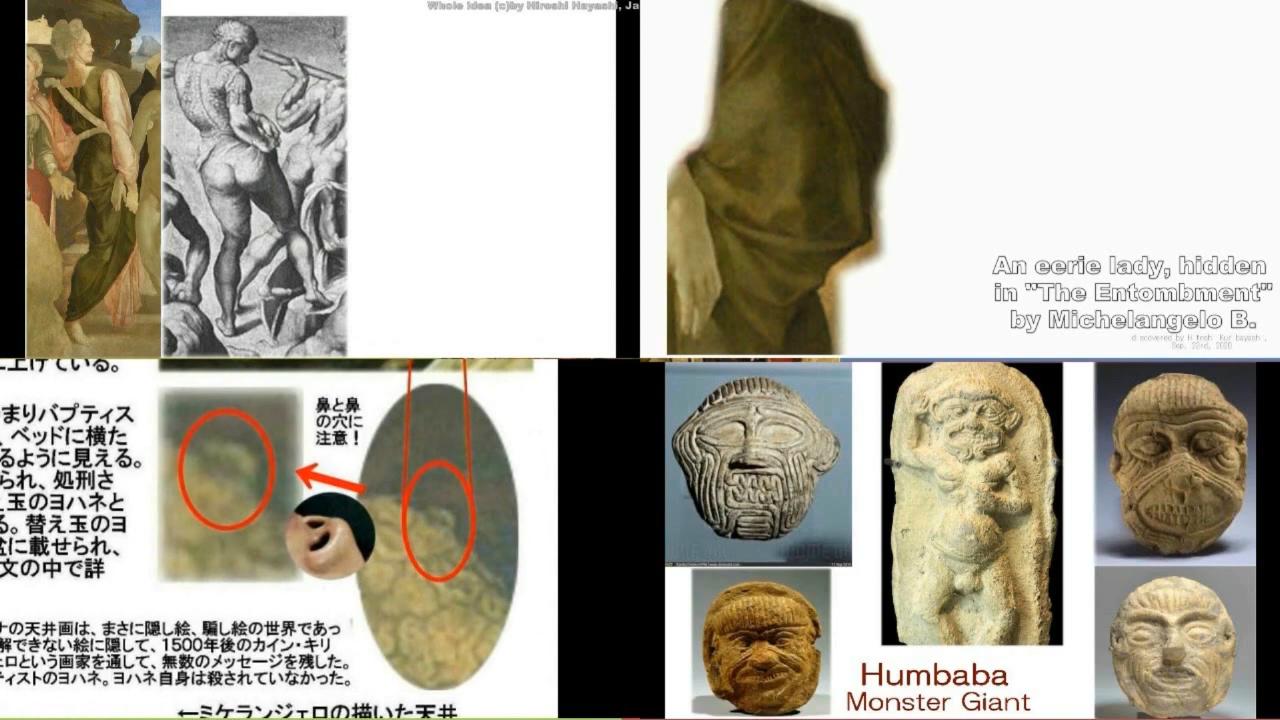 Whole Idea (c)by Hiroshi Hayashi, Ja
An eerie lady, hidden
in "The Entombment"
by Michelangelo B.
Sep. 22rd, 2020
上げている。
まりバプティス
、ベッドに横た
るように見える。
られ、処刑さ
え玉のヨハネと
る。替え玉のヨ
盆に載せられ、
文の中で詳
鼻と鼻
の穴に
注意！
ナの天井画は、まさに隠し絵、騙し絵の世界であっ
解できない絵に隠して、1500年後のカイン・キリ
ェロという画家を通して、無数のメッセージを残した。
ティストのヨハネ。ヨハネ自身は殺されていなかった。
←ミケランジェロの描いた天井
Humbaba
Monster Giant